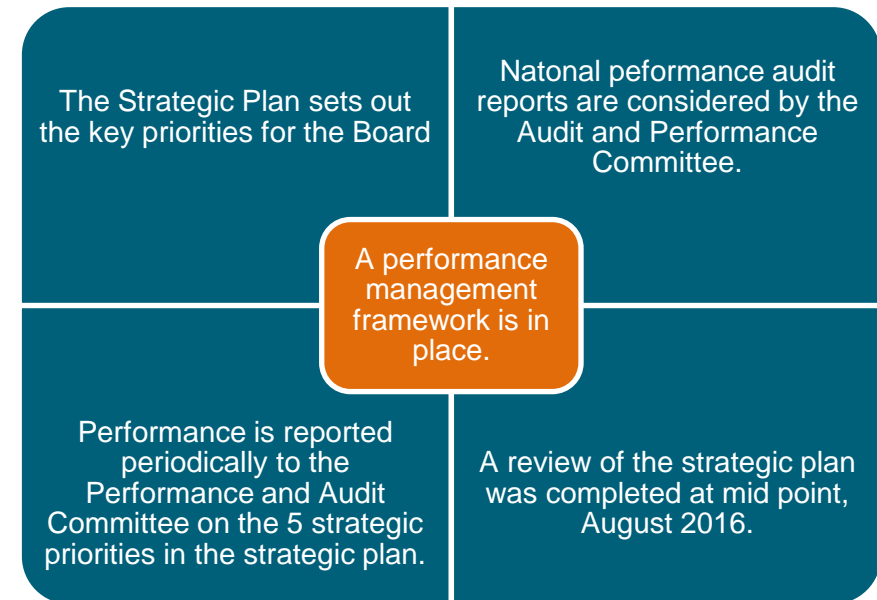 The Strategic Plan sets out
the key priorities for the Board
Natonal peformance audit
reports are considered by the
Audit and Performance
Committee.
A performance
management
framework is in
place.
Performance is reported
periodically to the
Performance and Audit
Committee on the 5 strategic
priorities in the strategic plan.
A review of the strategic plan
was completed at mid point,
August 2016.